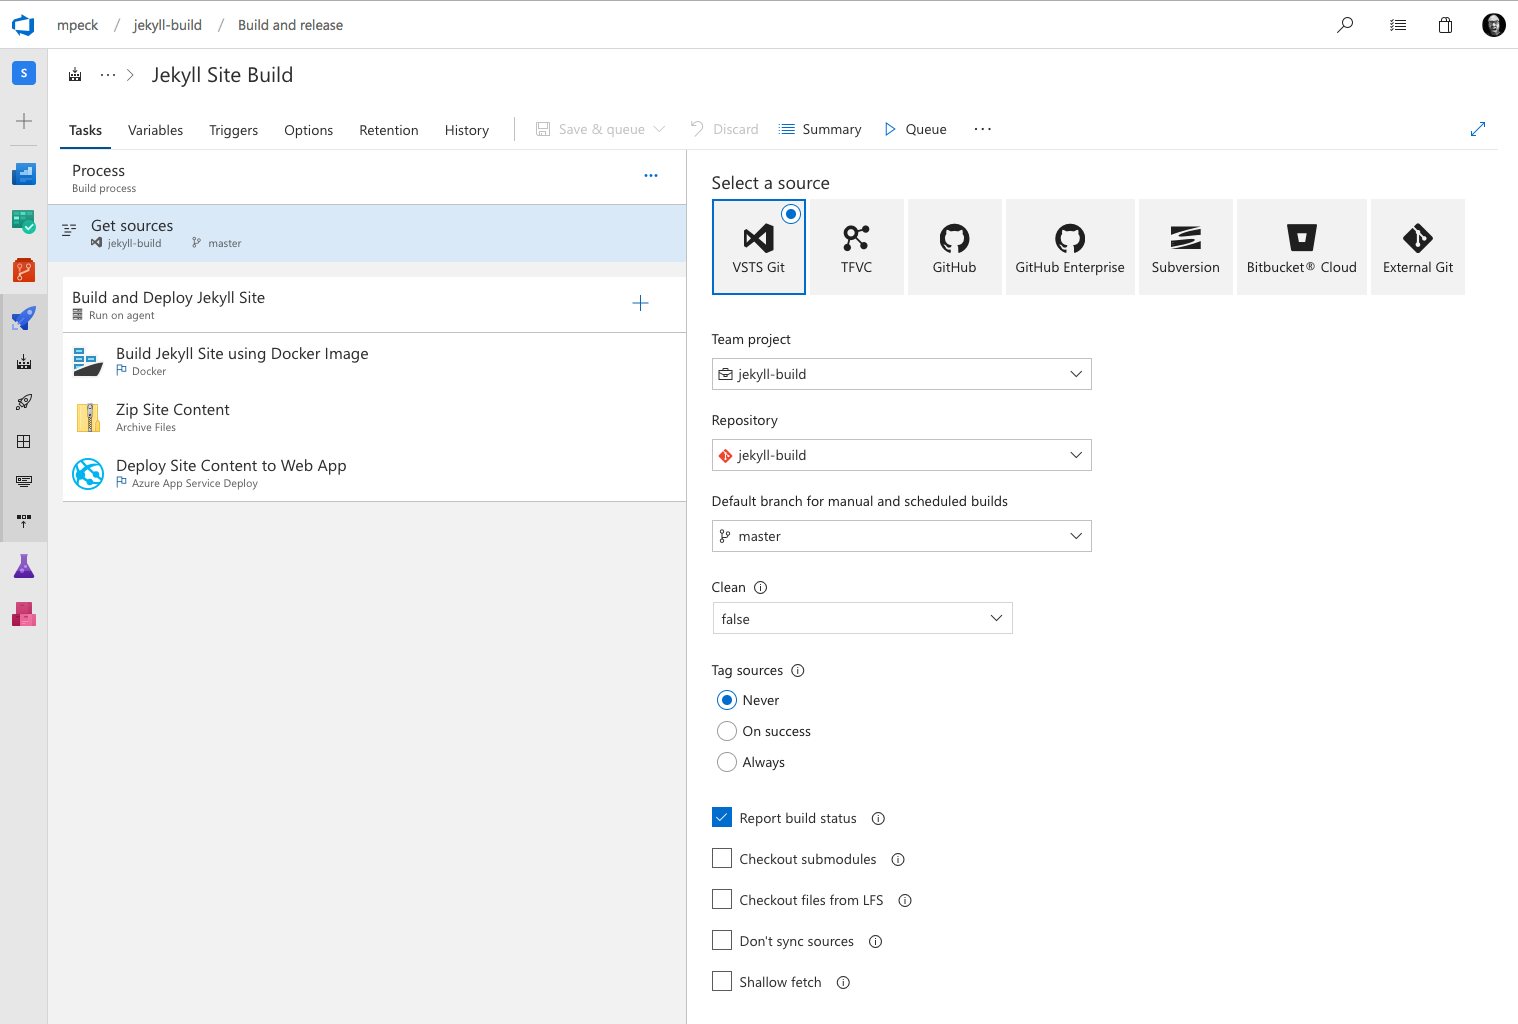 mpeck / jekyll-build / Build and release
S
··· > Jekyll Site Build
Tasks Variables Triggers Options Retention History Save & queue Discard Summary Queue ···
Process
Build process
Get sources
jekyll-build master
Build and Deploy Jekyll Site
Run on agent
Build Jekyll Site using Docker Image
Docker
Zip Site Content
Archive Files
Deploy Site Content to Web App
Azure App Service Deploy
Select a source
VSTS Git TFVC GitHub GitHub Enterprise Subversion Bitbucket® Cloud External Git
Team project
jekyll-build
Repository
jekyll-build
Default branch for manual and scheduled builds
master
Clean
false
Tag sources
Never
On success
Always
Report build status
Checkout submodules
Checkout files from LFS
Don't sync sources
Shallow fetch